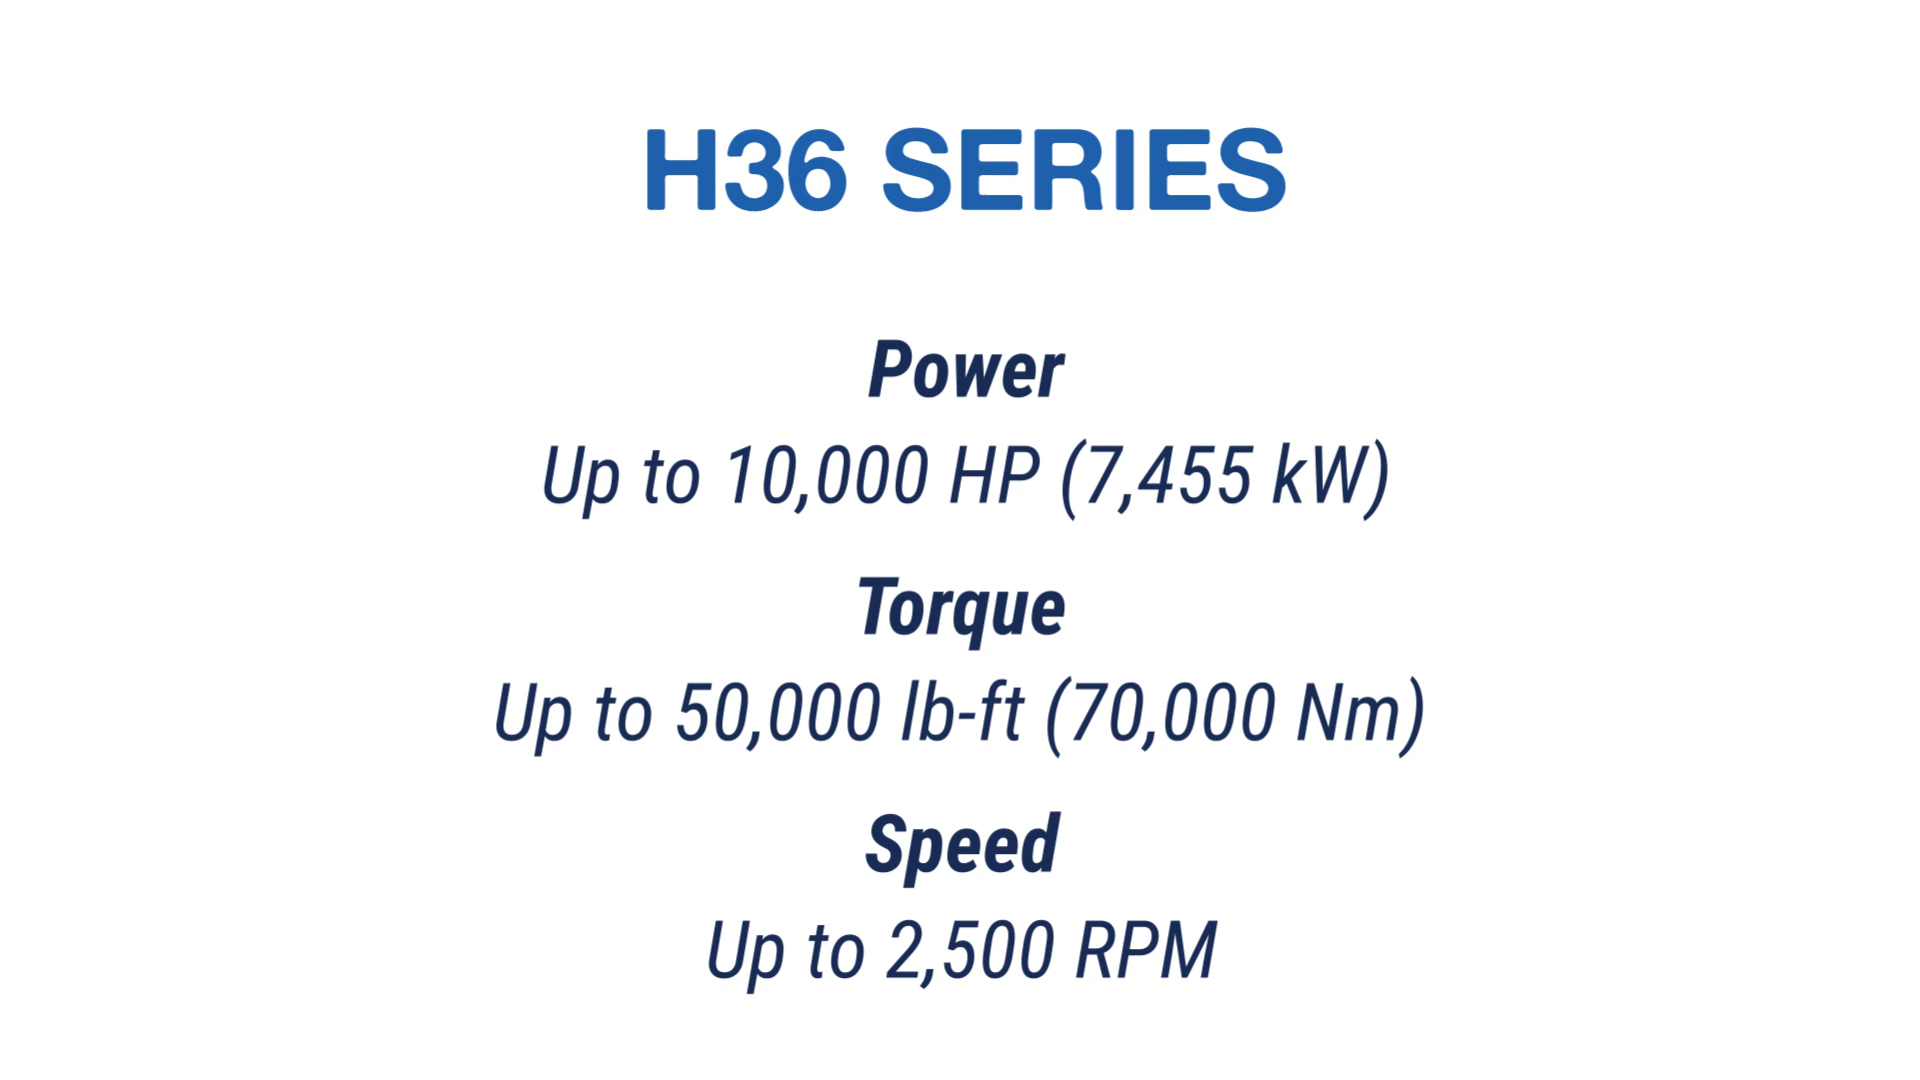 H36 SERIES
Power
Up to 10,000 HP (7,455 kW)
Torque
Up to 50,000 lb-ft (70,000 Nm)
Speed
Up to 2,500 RPM